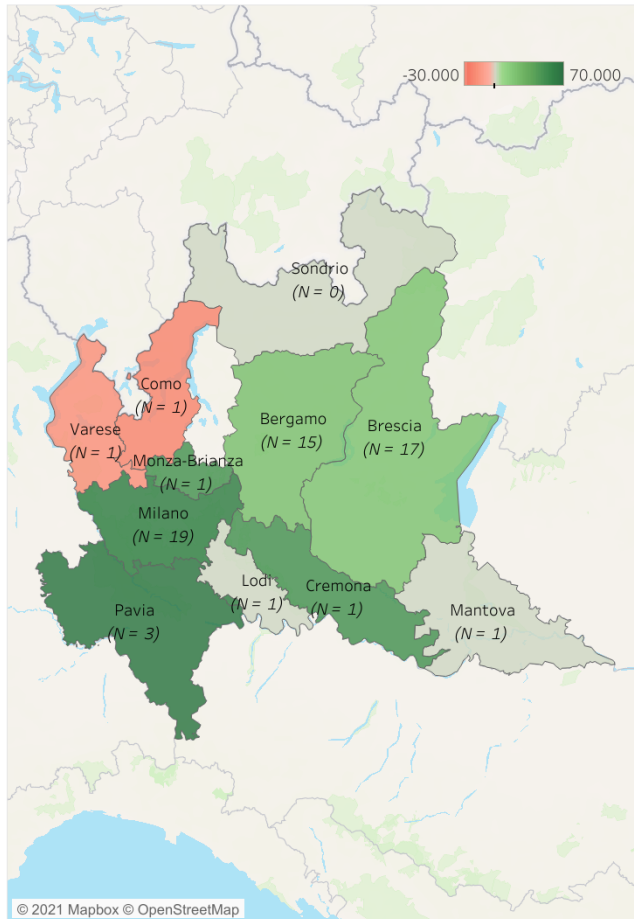 -30.000
70.000
Sondrio
(N = 0)
Como
(N = 1)
Varese
(N = 1)
Bergamo
(N = 15)
Brescia
(N = 17)
Monza-Brianza
(N = 1)
Milano
(N = 19)
Lodi
(N = 1)
Cremona
(N = 1)
Pavia
(N = 3)
Mantova
(N = 1)
© 2021 Mapbox © OpenStreetMap